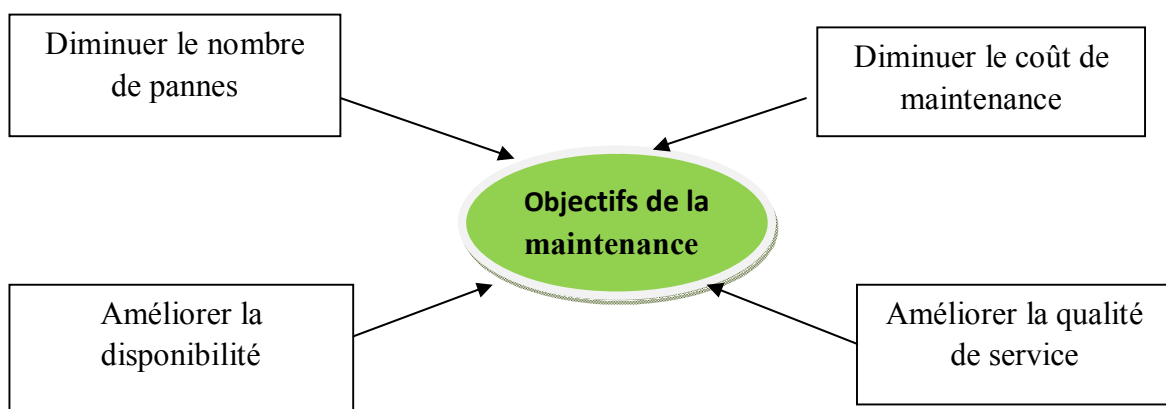 Diminuer le nombre
de pannes
Diminuer le coût de
maintenance
Objectifs de la
maintenance
Améliorer la
disponibilité
Améliorer la qualité
de service